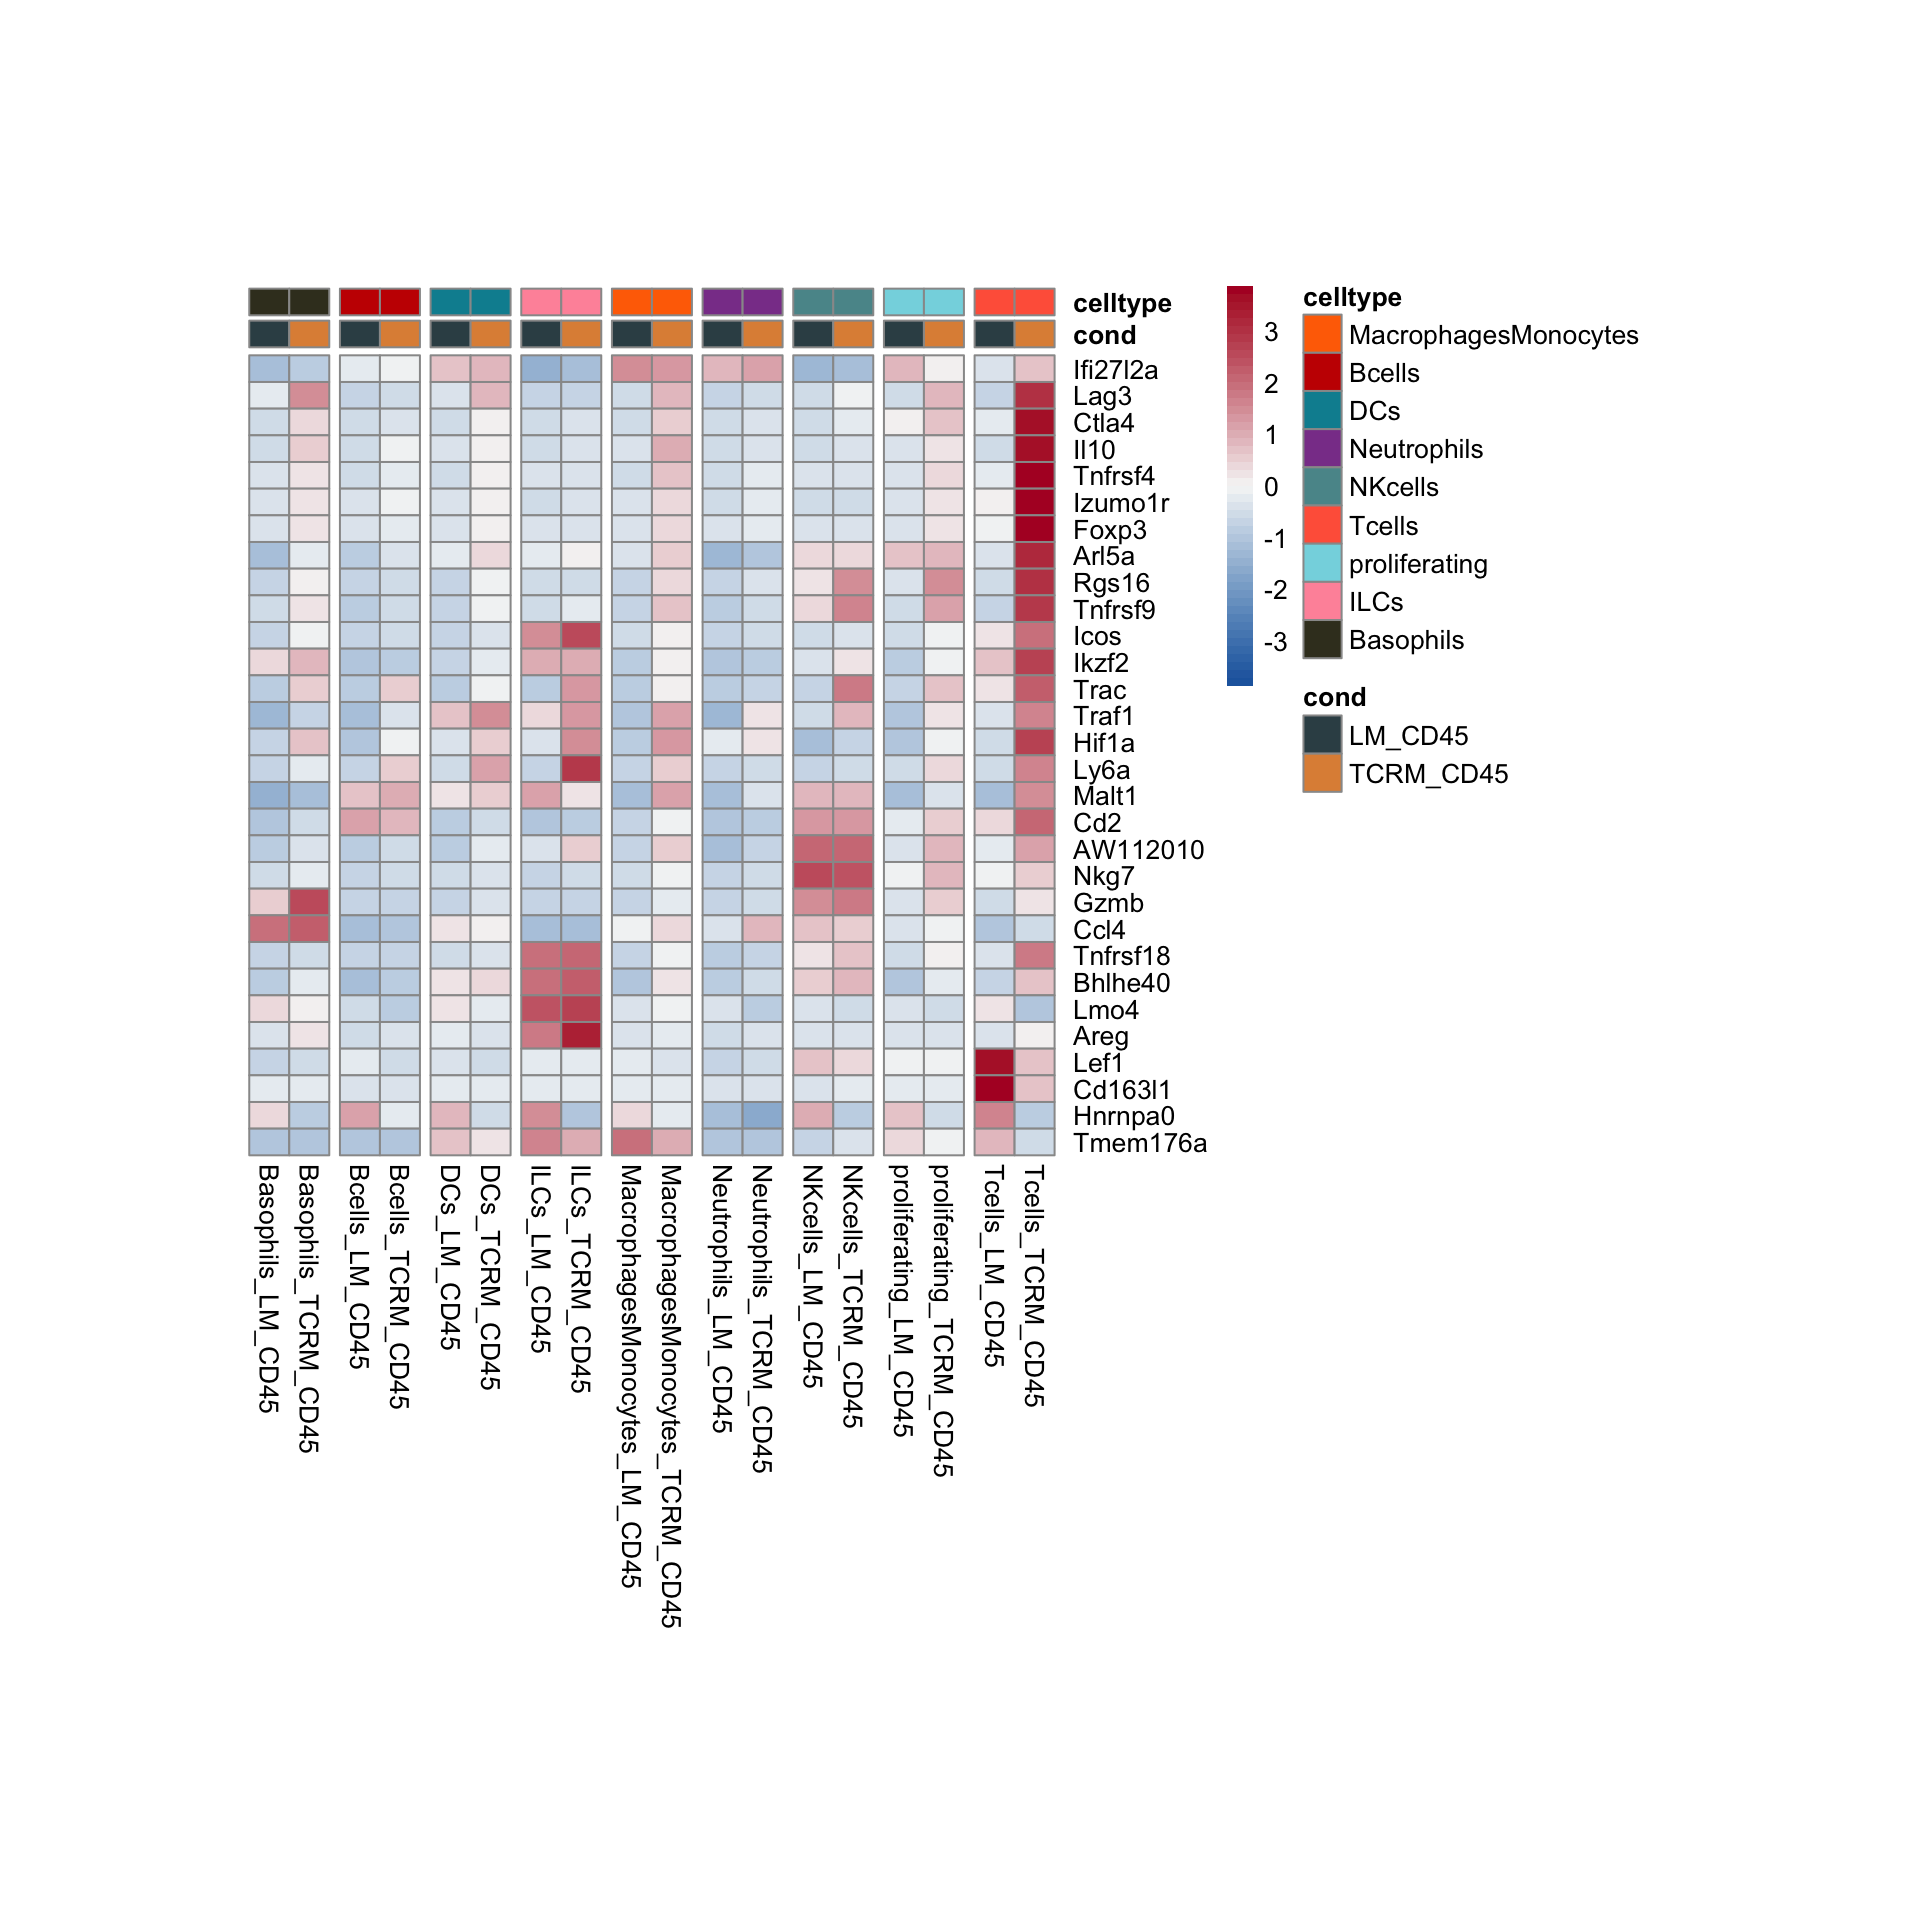 celltype
cond
Ifi27l2a
Lag3
Ctla4
Il10
Tnfrsf4
Izumo1r
Foxp3
Arl5a
Rgs16
Tnfrsf9
Icos
Ikzf2
Trac
Traf1
Hif1a
Ly6a
Malt1
Cd2
AW112010
Nkg7
Gzmb
Ccl4
Tnfrsf18
Bhlhe40
Lmo4
Areg
Lef1
Cd163l1
Hnrnpa0
Tmem176a
Basophils_LM_CD45
Basophils_TCRM_CD45
Bcells_LM_CD45
Bcells_TCRM_CD45
DCs_LM_CD45
DCs_TCRM_CD45
ILCs_LM_CD45
ILCs_TCRM_CD45
MacrophagesMonocytes_LM_CD45
MacrophagesMonocytes_TCRM_CD45
Neutrophils_LM_CD45
Neutrophils_TCRM_CD45
NKcells_LM_CD45
NKcells_TCRM_CD45
proliferating_LM_CD45
proliferating_TCRM_CD45
Tcells_LM_CD45
Tcells_TCRM_CD45
3
2
1
0
-1
-2
-3
celltype
MacrophagesMonocytes
Bcells
DCs
Neutrophils
NKcells
Tcells
proliferating
ILCs
Basophils
cond
LM_CD45
TCRM_CD45